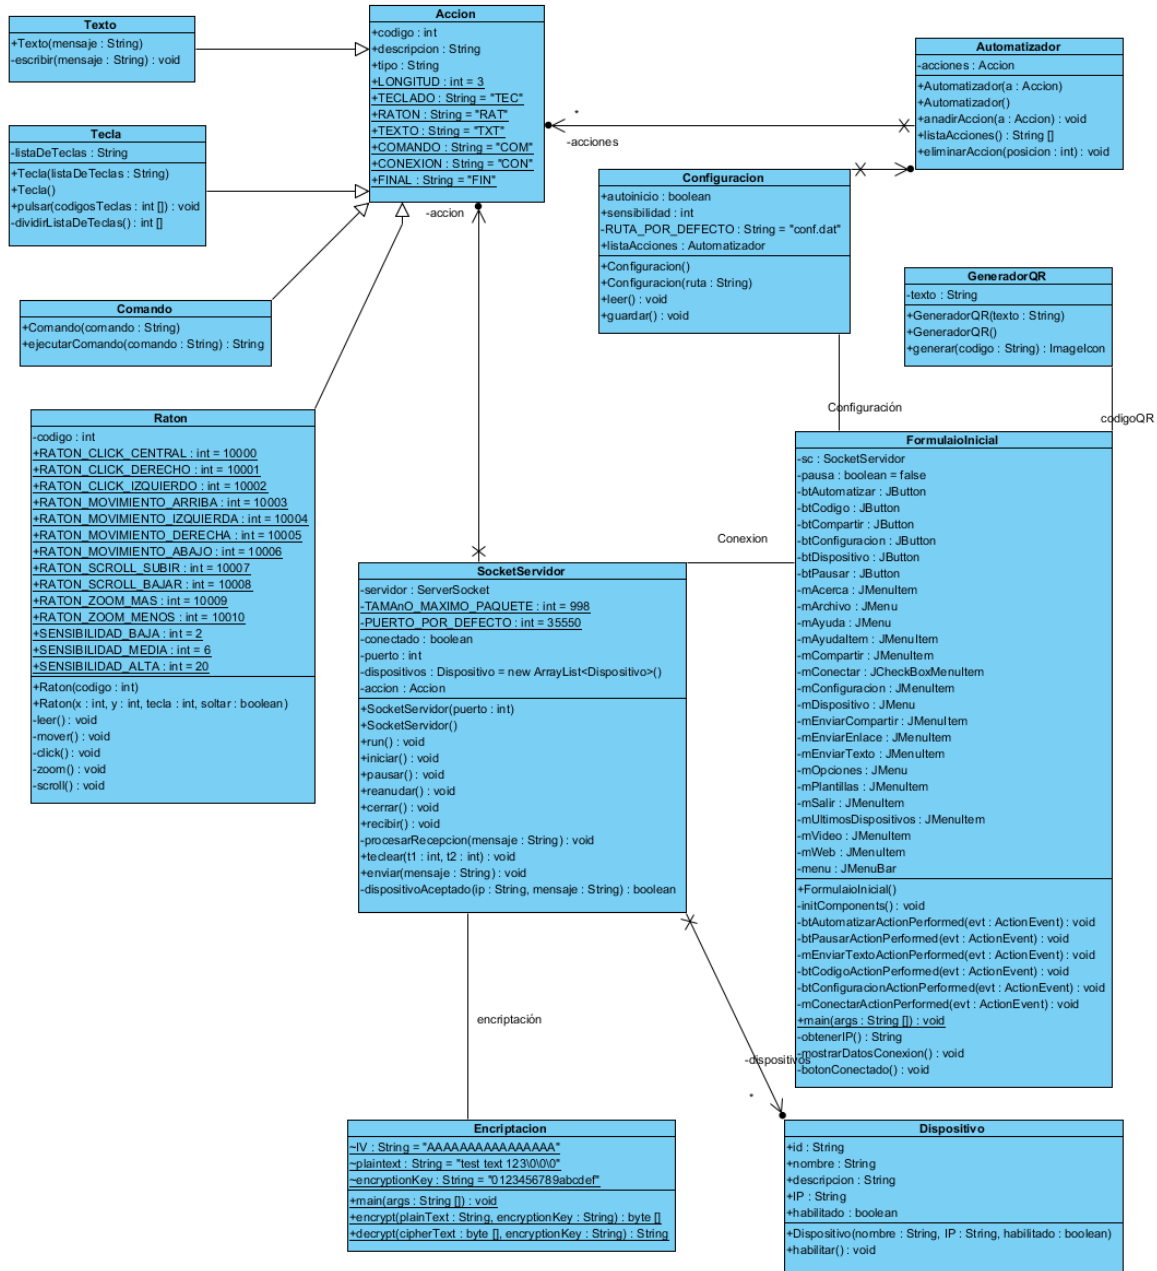 Texto
+Texto(mensaje : String)
-escribir(mensaje : String) : void
Accion
+codigo : int
+descripcion : String
+tipo : String
+LONGITUD : int = 3
+TECLADO : String = "TEC"
+RATON : String = "RAT"
+TEXTO : String = "TXT"
+COMANDO : String = "COM"
+CONEXION : String = "CON"
+FINAL : String = "FIN"
Automatizador
-acciones : Accion
+Automatizador(a : Accion)
+Automatizador()
+anadirAccion(a : Accion) : void
+listaAcciones() : String []
+eliminarAccion(posicion : int) : void
*
-acciones
Tecla
-listaDeTeclas : String
+Tecla(listaDeTeclas : String)
+Tecla()
+pulsar(codigosTeclas : int []) : void
-dividirListaDeTeclas() : int []
-accion
Configuracion
+autoinicio : boolean
+sensibilidad : int
-RUTA_POR_DEFECTO : String = "conf.dat"
+listaAcciones : Automatizador
+Configuracion()
+Configuracion(ruta : String)
+leer() : void
+guardar() : void
GeneradorQR
-texto : String
+GeneradorQR(texto : String)
+GeneradorQR()
+generar(codigo : String) : ImageIcon
Comando
+Comando(comando : String)
+ejecutarComando(comando : String) : String
Configuración
codigoQR
Raton
-codigo : int
+RATON_CLICK_CENTRAL : int = 10000
+RATON_CLICK_DERECHO : int = 10001
+RATON_CLICK_IZQUIERDO : int = 10002
+RATON_MOVIMIENTO_ARRIBA : int = 10003
+RATON_MOVIMIENTO_IZQUIERDA : int = 10004
+RATON_MOVIMIENTO_DERECHA : int = 10005
+RATON_MOVIMIENTO_ABAJO : int = 10006
+RATON_SCROLL_SUBIR : int = 10007
+RATON_SCROLL_BAJAR : int = 10008
+RATON_ZOOM_MAS : int = 10009
+RATON_ZOOM_MENOS : int = 10010
+SENSIBILIDAD_BAJA : int = 2
+SENSIBILIDAD_MEDIA : int = 6
+SENSIBILIDAD_ALTA : int = 20
+Raton(codigo : int)
+Raton(x : int, y : int, tecla : int, soltar : boolean)
-leer() : void
-mover() : void
-click() : void
-zoom() : void
-scroll() : void
FormulaioInicial
-sc : SocketServidor
-pausa : boolean = false
-btAutomatizar : JButton
-btCodigo : JButton
-btCompartir : JButton
-btConfiguracion : JButton
-btDispositivo : JButton
-btPausar : JButton
-mAcerca : JMenuItem
-mArchivo : JMenu
-mAyuda : JMenu
-mAyudaItem : JMenuItem
-mCompartir : JMenuItem
-mConectar : JCheckBoxMenuItem
-mConfiguracion : JMenuItem
-mDispositivo : JMenu
-mEnviarCompartir : JMenuItem
-mEnviarEnlace : JMenuItem
-mEnviarTexto : JMenuItem
-mOpciones : JMenu
-mPlantillas : JMenuItem
-mSalir : JMenuItem
-mUltimosDispositivos : JMenuItem
-mVideo : JMenuItem
-mWeb : JMenuItem
-menu : JMenuBar
+FormulaioInicial()
-initComponents() : void
-btAutomatizarActionPerformed(evt : ActionEvent) : void
-btPausarActionPerformed(evt : ActionEvent) : void
-mEnviarTextoActionPerformed(evt : ActionEvent) : void
-btCodigoActionPerformed(evt : ActionEvent) : void
-btConfiguracionActionPerformed(evt : ActionEvent) : void
-mConectarActionPerformed(evt : ActionEvent) : void
+main(args : String []) : void
-obtenerIP() : String
-mostrarDatosConexion() : void
-botonConectado() : void
Conexion
SocketServidor
-servidor : ServerSocket
-TAMAnO_MAXIMO_PAQUETE : int = 998
-PUERTO_POR_DEFECTO : int = 35550
-conectado : boolean
-puerto : int
-dispositivos : Dispositivo = new ArrayList<Dispositivo>()
-accion : Accion
+SocketServidor(puerto : int)
+SocketServidor()
+run() : void
+iniciar() : void
+pausar() : void
+reanudar() : void
+cerrar() : void
+recibir() : void
-procesarRecepcion(mensaje : String) : void
+teclear(t1 : int, t2 : int) : void
+enviar(mensaje : String) : void
-dispositivoAceptado(ip : String, mensaje : String) : boolean
encriptación
-dispositivos
*
Encriptacion
~IV : String = "AAAAAAAAAAAAAAAA"
~plaintext : String = "test text 123\0\0\0"
~encryptionKey : String = "0123456789abcdef"
+main(args : String []) : void
+encrypt(plainText : String, encryptionKey : String) : byte []
+decrypt(cipherText : byte [], encryptionKey : String) : String
Dispositivo
+id : String
+nombre : String
+descripcion : String
+IP : String
+habilitado : boolean
+Dispositivo(nombre : String, IP : String, habilitado : boolean)
+habilitar() : void